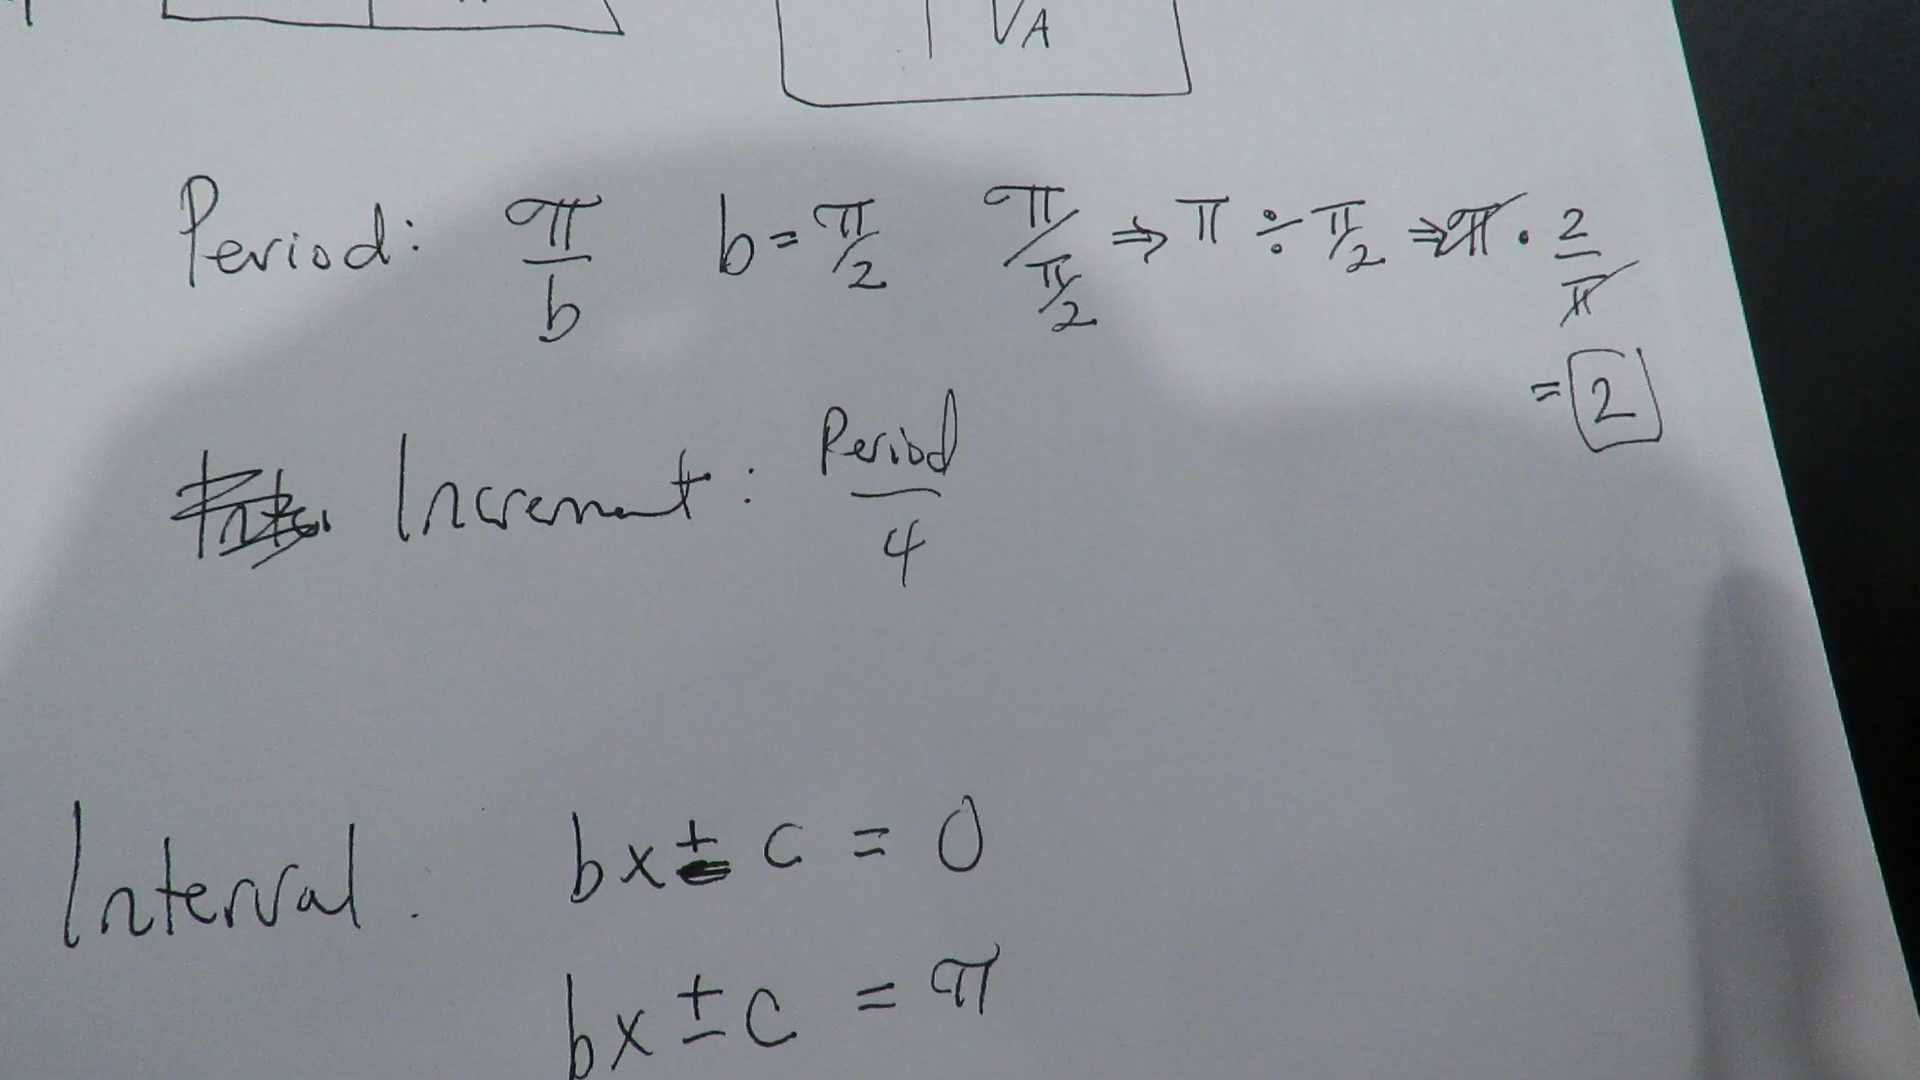 VA
Period: π/b b = π/2 π/π/2 ⇒ π ÷ π/2 ⇒ π · 2/π
= 2
Increment: Period/4
Interval. bx ± c = 0
bx ± c = π